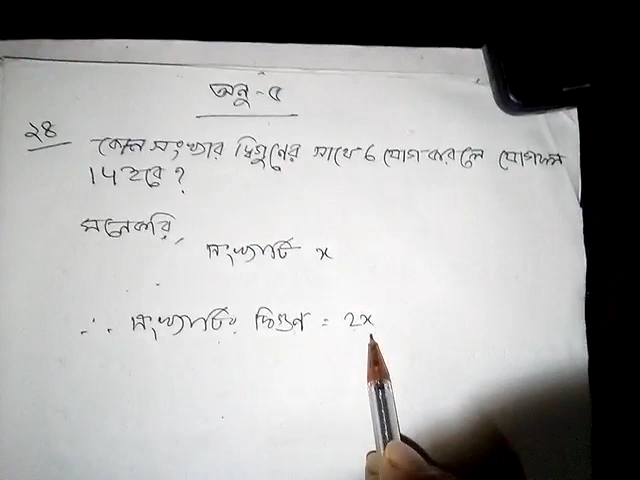 অনু - ৫
২৪
কোন সংখ্যার দ্বিগুনের সাথে 6 যোগ করলে যোগফল
14 হবে ?
মনেকরি,
সংখ্যাটি x
∴ সংখ্যাটির দ্বিগুন = 2x